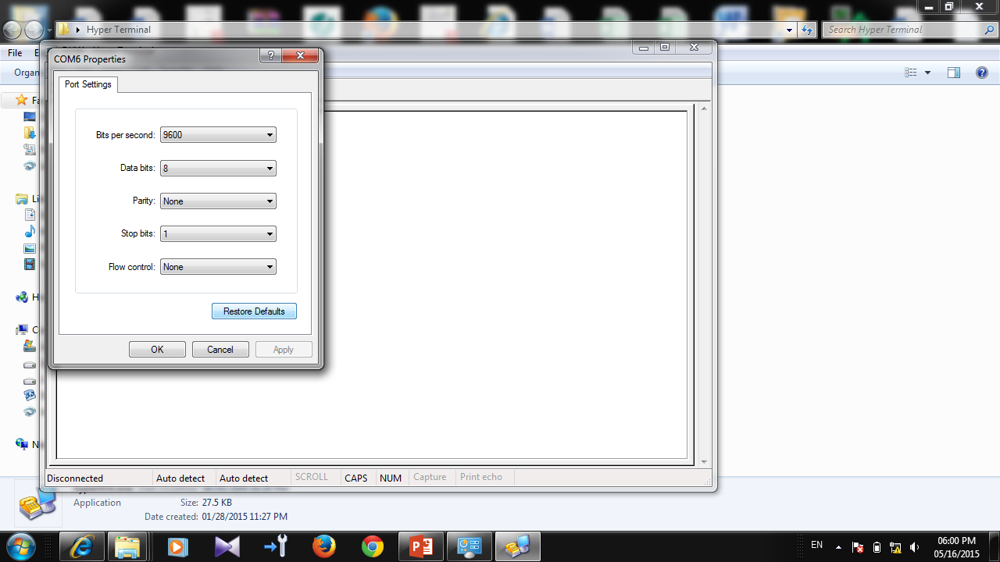 Hyper Terminal
Search Hyper Terminal
File
COM6 Properties
Organ
Port Settings
Fa
Bits per second: 9600
Data bits: 8
Parity: None
Li
Stop bits: 1
Flow control: None
H
Restore Defaults
C
OK Cancel Apply
N
Disconnected Auto detect Auto detect SCROLL CAPS NUM Capture Print echo
Application Size: 27.5 KB
Date created: 01/28/2015 11:27 PM
EN
06:00 PM
05/16/2015